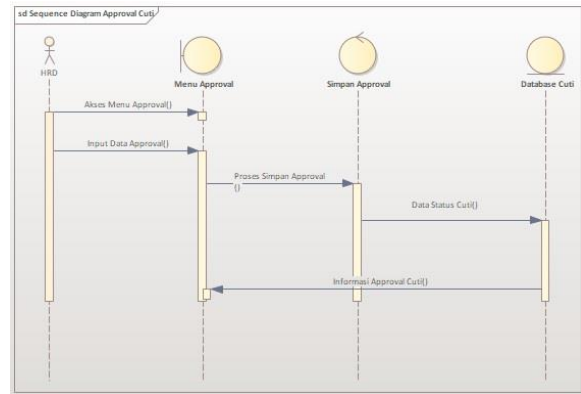 sd Sequence Diagram Approval Cuti
HRD
Menu Approval
Simpan Approval
Database Cuti
Akses Menu Approval()
Input Data Approval()
Proses Simpan Approval
()
Data Status Cuti()
Informasi Approval Cuti()